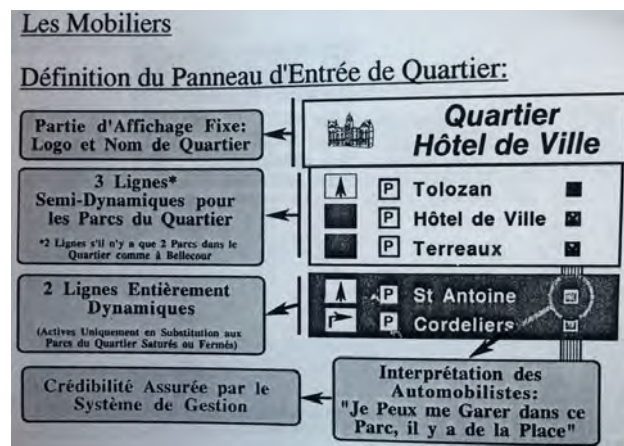 Les Mobiliers
Définition du Panneau d'Entrée de Quartier:
Partie d'Affichage Fixe:
Logo et Nom de Quartier
Quartier
Hôtel de Ville
3 Lignes*
Semi-Dynamiques pour
les Parcs du Quartier
*2 Lignes s'il n'y a que 2 Parcs dans le
Quartier comme à Bellecour
P Tolozan
P Hôtel de Ville
P Terreaux
2 Lignes Entièrement
Dynamiques
(Actives Uniquement en Substitution aux
Parcs du Quartier Saturés ou Fermés)
P St Antoine
P Cordeliers
Crédibilité Assurée par le
Système de Gestion
Interprétation des
Automobilistes:
"Je Peux me Garer dans ce
Parc, il y a de la Place"